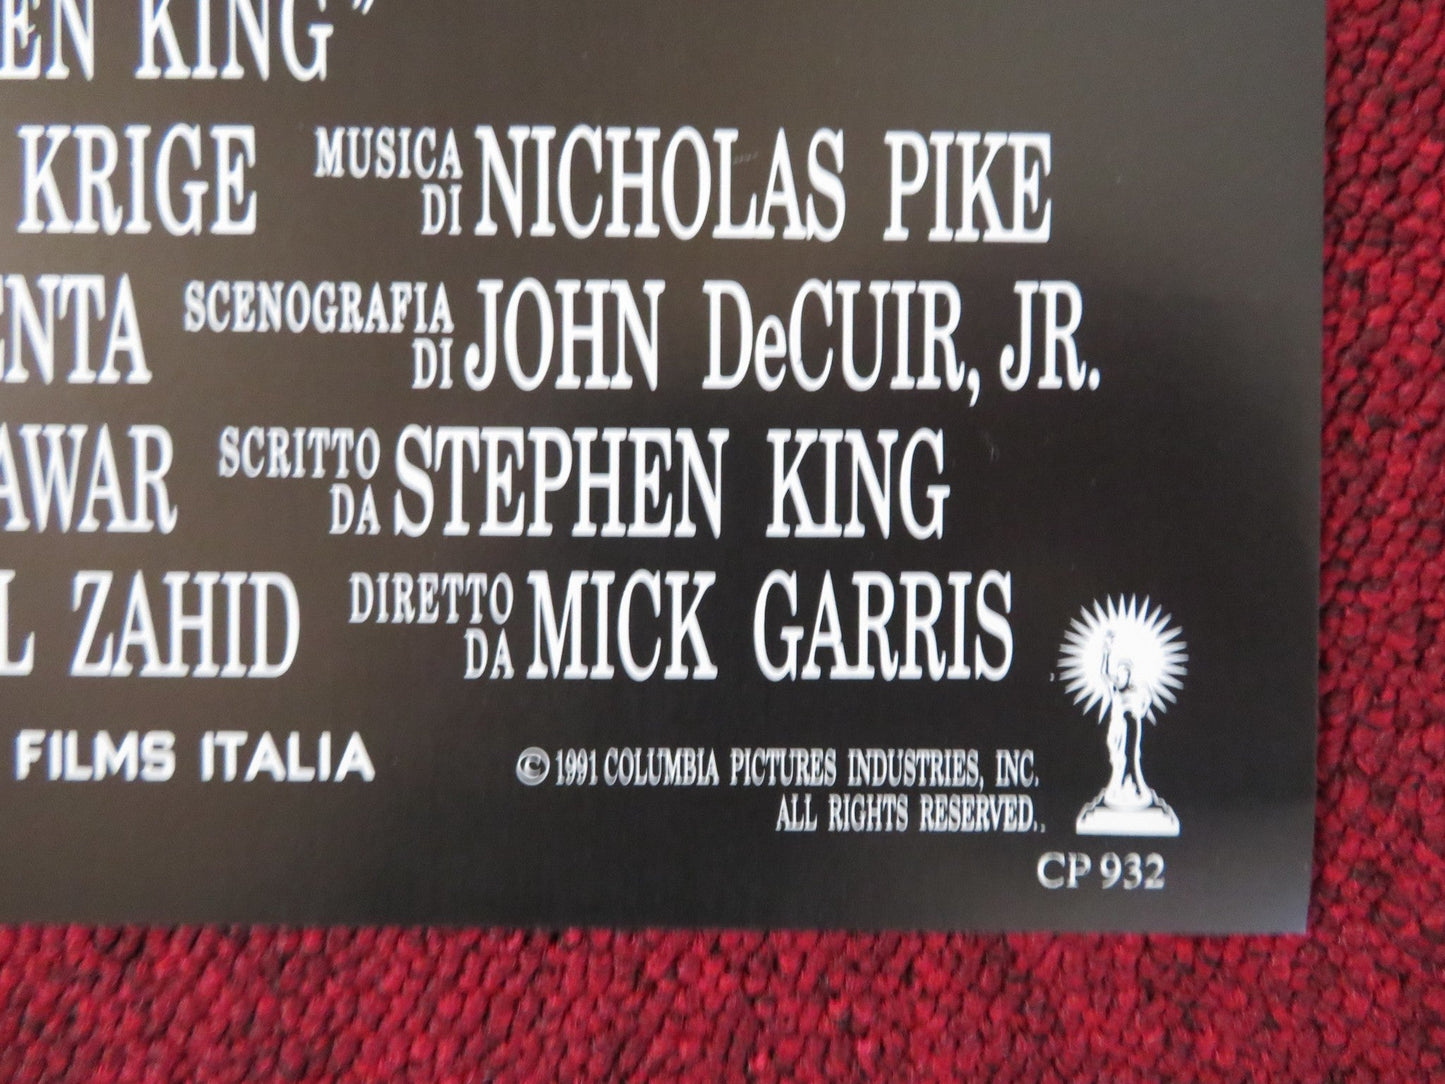 EN KING"
KRIGE MUSICA DI NICHOLAS PIKE
ENTA SCENOGRAFIA DI JOHN DeCUIR, JR.
AWAR SCRITTO DA STEPHEN KING
L ZAHID DIRETTO DA MICK GARRIS
FILMS ITALIA
© 1991 COLUMBIA PICTURES INDUSTRIES, INC.
ALL RIGHTS RESERVED..
CP 932